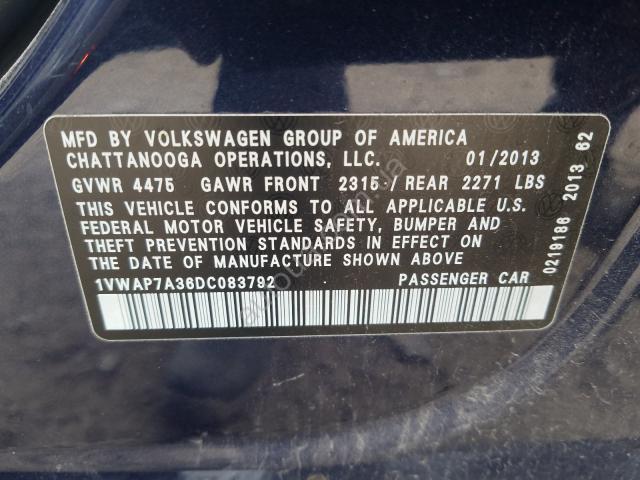 MFD BY VOLKSWAGEN GROUP OF AMERICA
CHATTANOOGA OPERATIONS, LLC. 01/2013
GVWR 4475 GAWR FRONT 2315 / REAR 2271 LBS
THIS VEHICLE CONFORMS TO ALL APPLICABLE U.S.
FEDERAL MOTOR VEHICLE SAFETY, BUMPER AND
THEFT PREVENTION STANDARDS IN EFFECT ON
THE DATE OF MANUFACTURE SHOWN ABOVE
1VWAP7A36DC083792 PASSENGER CAR
0219186 2013 62